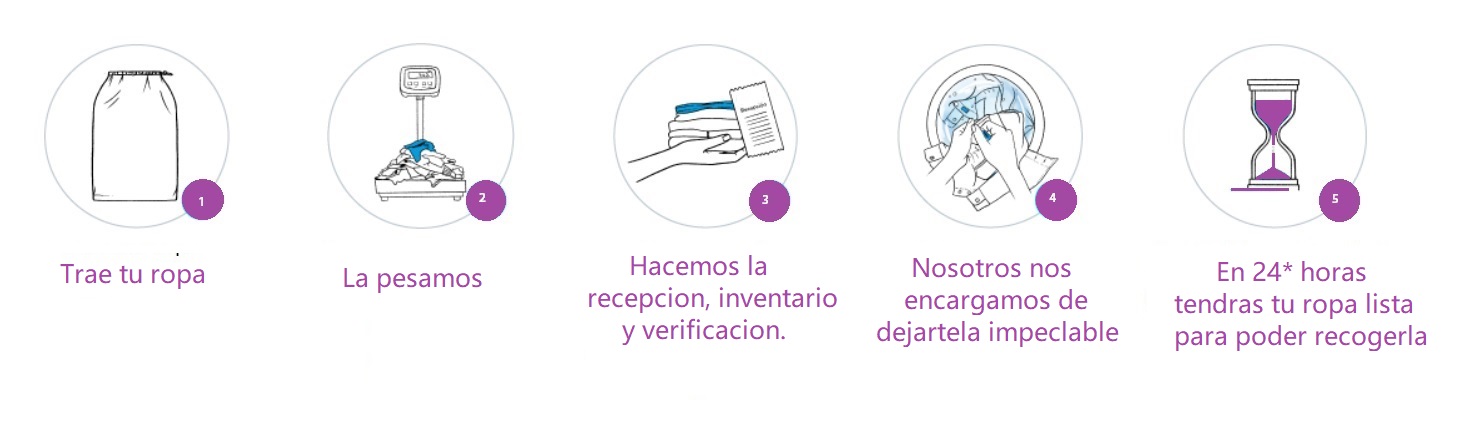 1
Trae tu ropa
2
La pesamos
Recepción
3
Hacemos la
recepcion, inventario
y verificacion.
4
Nosotros nos
encargamos de
dejartela impeclable
5
En 24* horas
tendras tu ropa lista
para poder recogerla